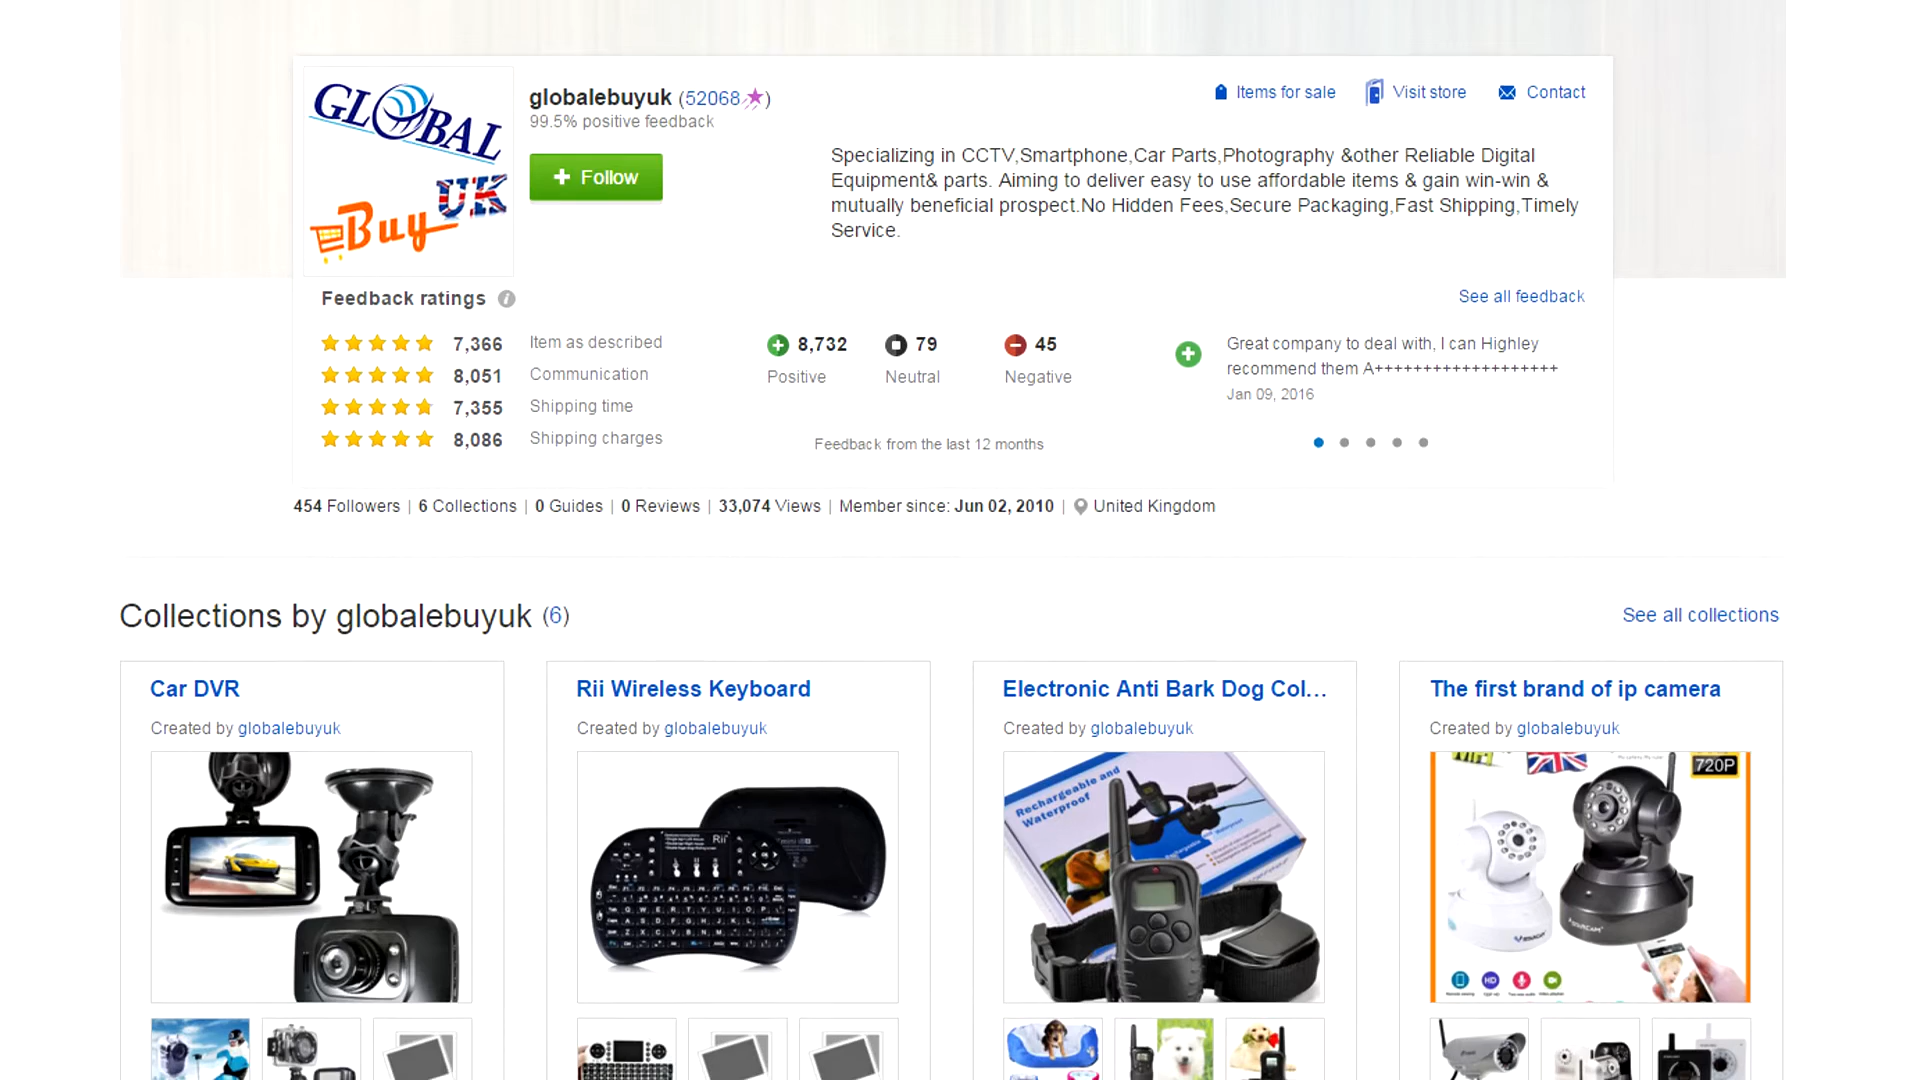 GLOBAL
Buy UK
globalebuyuk (52068)
99.5% positive feedback
+ Follow
Items for sale
Visit store
Contact
Specializing in CCTV,Smartphone,Car Parts,Photography &other Reliable Digital
Equipment& parts. Aiming to deliver easy to use affordable items & gain win-win &
mutually beneficial prospect.No Hidden Fees,Secure Packaging,Fast Shipping,Timely
Service.
Feedback ratings
See all feedback
7,366 Item as described
8,051 Communication
7,355 Shipping time
8,086 Shipping charges
8,732 Positive
79 Neutral
45 Negative
Feedback from the last 12 months
Great company to deal with, I can Highley
recommend them A+++++++++++++++++++
Jan 09, 2016
454 Followers | 6 Collections | 0 Guides | 0 Reviews | 33,074 Views | Member since: Jun 02, 2010 | United Kingdom
Collections by globalebuyuk (6)
See all collections
Car DVR
Created by globalebuyuk
Rii Wireless Keyboard
Created by globalebuyuk
Rii
Electronic Anti Bark Dog Col...
Created by globalebuyuk
Rechargeable and
Waterproof
The first brand of ip camera
Created by globalebuyuk
720P
HD